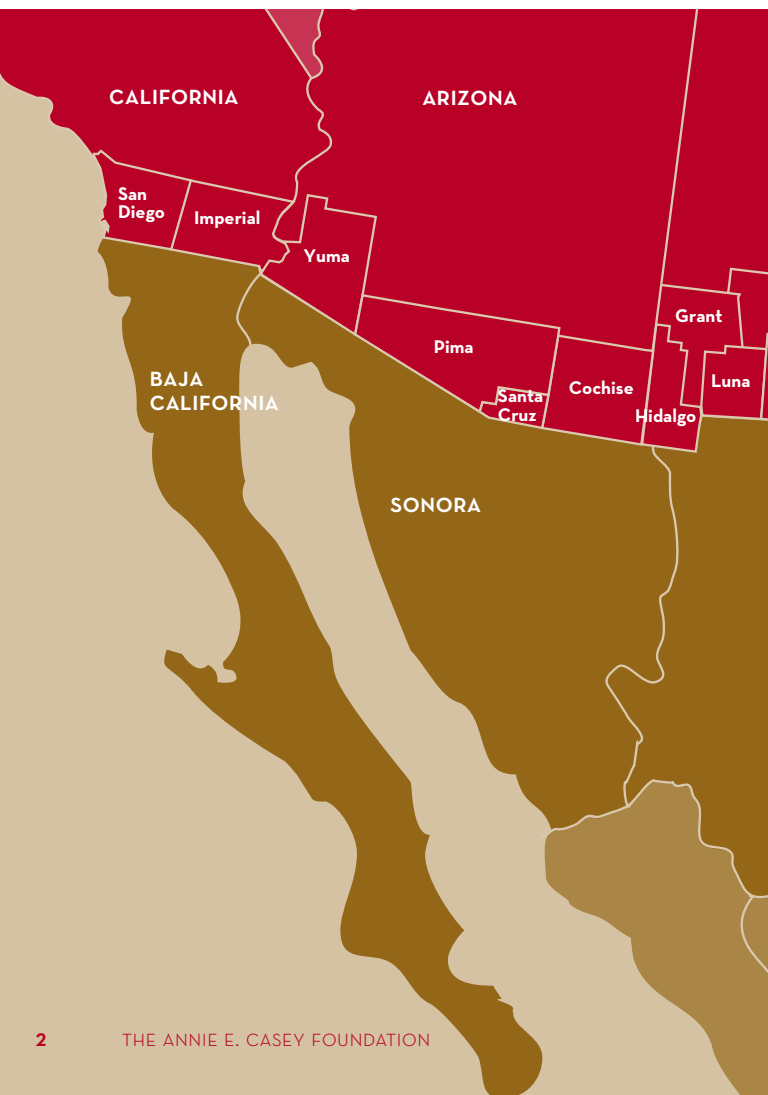 CALIFORNIA
ARIZONA
San
Diego
Imperial
Yuma
Grant
Pima
Luna
Cochise
Santa
Cruz
Hidalgo
BAJA
CALIFORNIA
SONORA
2 THE ANNIE E. CASEY FOUNDATION